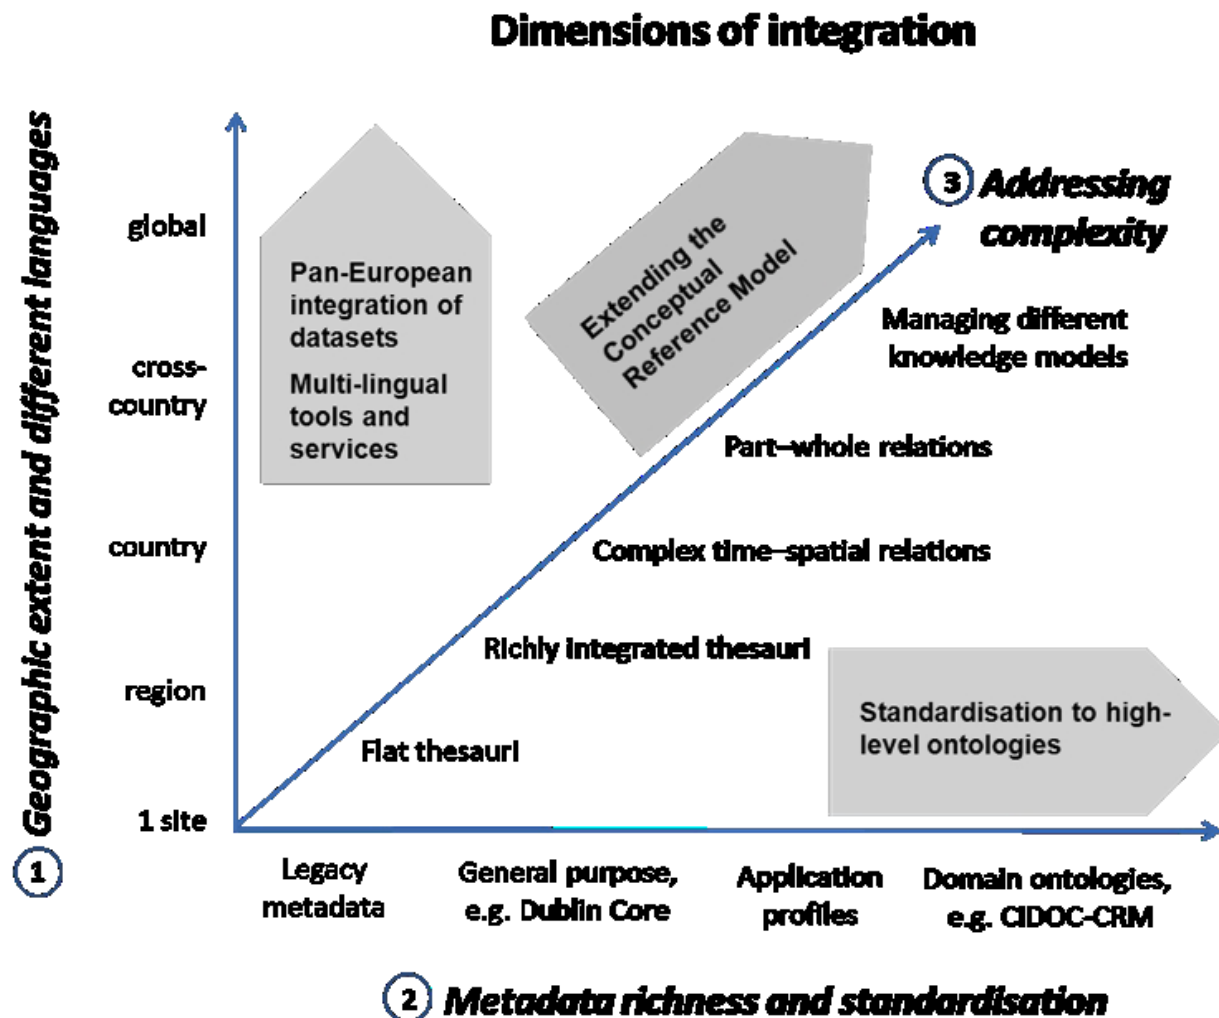 Dimensions of integration
Geographic extent and different languages
1
global
cross-
country
country
region
1 site
Pan-European
integration of
datasets
Multi-lingual
tools and
services
Extending the
Conceptual
Reference Model
3 Addressing
complexity
Managing different
knowledge models
Part–whole relations
Complex time–spatial relations
Richly integrated thesauri
Flat thesauri
Standardisation to high-
level ontologies
Legacy
metadata
General purpose,
e.g. Dublin Core
Application
profiles
Domain ontologies,
e.g. CIDOC-CRM
2 Metadata richness and standardisation